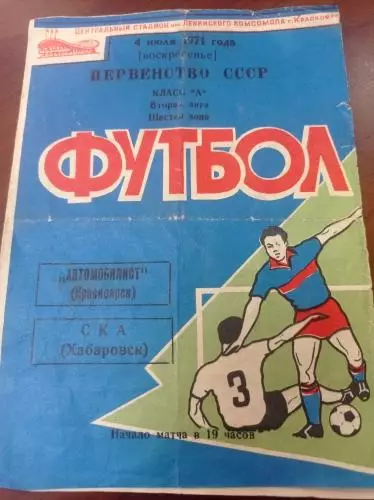 ЦЕНТРАЛЬНЫЙ СТАДИОН им. ЛЕНИНСКОГО КОМСОМОЛА г. Красноярс
4 июля 1971 года
[воскресенье]
ПЕРВЕНСТВО СССР
КЛАСС "А"
Вторая лига
Шестая зона
ФУТБОЛ
„АВТОМОБИЛИСТ"
(Красноярск)
СКА
(Хабаровск)
3
Начало матча в 19 часов